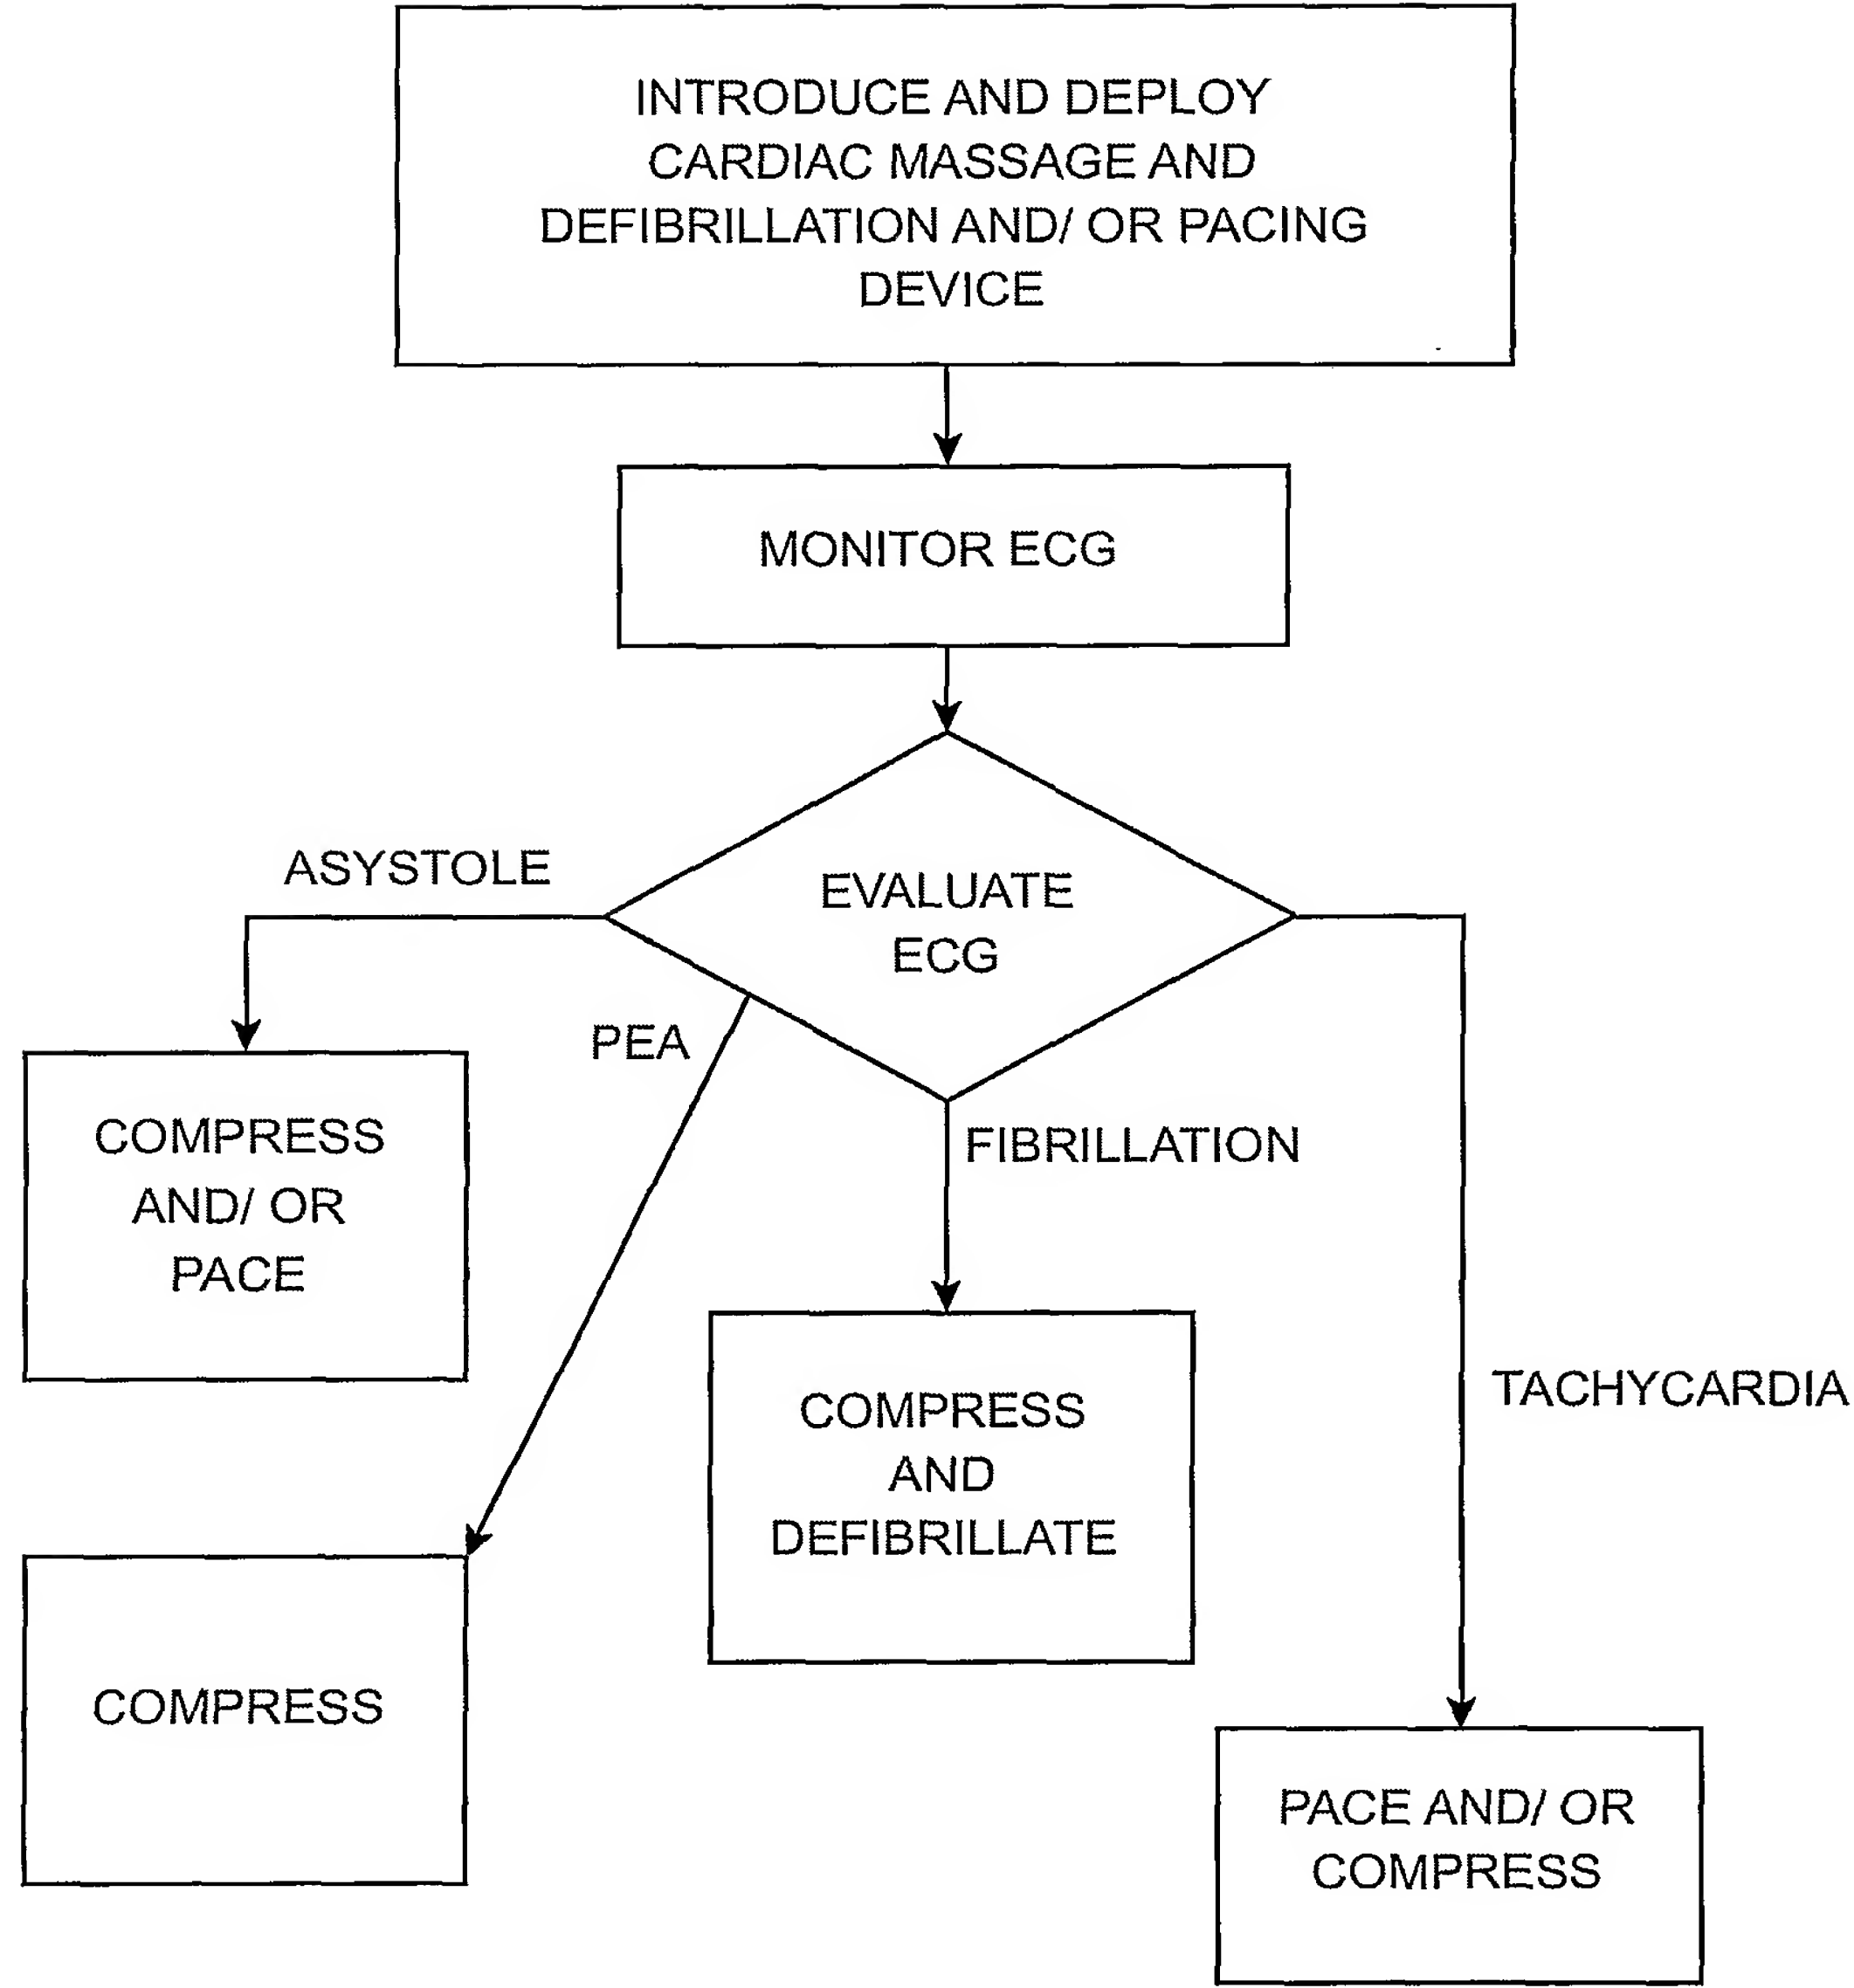 INTRODUCE AND DEPLOY
CARDIAC MASSAGE AND
DEFIBRILLATION AND/ OR PACING
DEVICE
MONITOR ECG
EVALUATE
ECG
ASYSTOLE
PEA
FIBRILLATION
TACHYCARDIA
COMPRESS
AND/ OR
PACE
COMPRESS
AND
DEFIBRILLATE
COMPRESS
PACE AND/ OR
COMPRESS